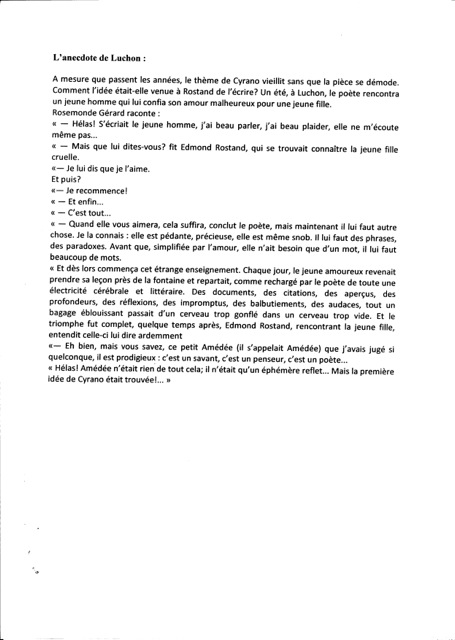 L'anecdote de Luchon :
A mesure que passent les années, le thème de Cyrano vieillit sans que la pièce se démode.
Comment l'idée était-elle venue à Rostand de l'écrire? Un été, à Luchon, le poète rencontra
un jeune homme qui lui confia son amour malheureux pour une jeune fille.
Rosemonde Gérard raconte :
« — Hélas! S'écriait le jeune homme, j'ai beau parler, j'ai beau plaider, elle ne m'écoute
même pas...
« — Mais que lui dites-vous? fit Edmond Rostand, qui se trouvait connaître la jeune fille
cruelle.
«— Je lui dis que je l'aime.
Et puis?
«— Je recommence!
« — Et enfin...
« — C'est tout...
« — Quand elle vous aimera, cela suffira, conclut le poète, mais maintenant il lui faut autre
chose. Je la connais : elle est pédante, précieuse, elle est même snob. Il lui faut des phrases,
des paradoxes. Avant que, simplifiée par l'amour, elle n'ait besoin que d'un mot, il lui faut
beaucoup de mots.
« Et dès lors commença cet étrange enseignement. Chaque jour, le jeune amoureux revenait
prendre sa leçon près de la fontaine et repartait, comme rechargé par le poète de toute une
électricité cérébrale et littéraire. Des documents, des citations, des aperçus, des
profondeurs, des réflexions, des impromptus, des balbutiements, des audaces, tout un
bagage éblouissant passait d'un cerveau trop gonflé dans un cerveau trop vide. Et le
triomphe fut complet, quelque temps après, Edmond Rostand, rencontrant la jeune fille,
entendit celle-ci lui dire ardemment
«— Eh bien, mais vous savez, ce petit Amédée (il s'appelait Amédée) que j'avais jugé si
quelconque, il est prodigieux : c'est un savant, c'est un penseur, c'est un poète...
« Hélas! Amédée n'était rien de tout cela; il n'était qu'un éphémère reflet... Mais la première
idée de Cyrano était trouvée!... »